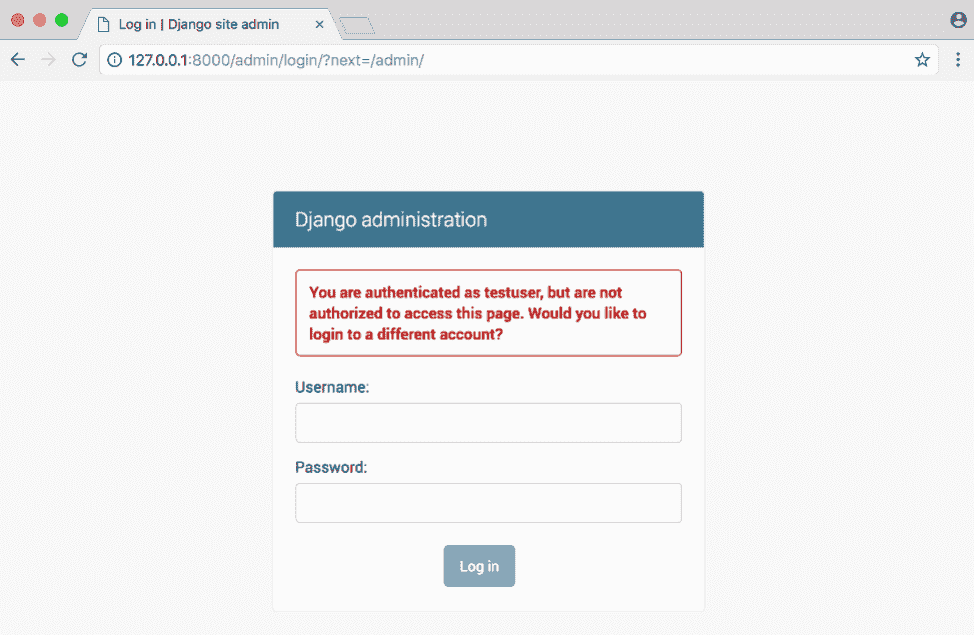 Log in | Django site admin
127.0.0.1:8000/admin/login/?next=/admin/
Django administration
You are authenticated as testuser, but are not
authorized to access this page. Would you like to
login to a different account?
Username:
Password:
Log in